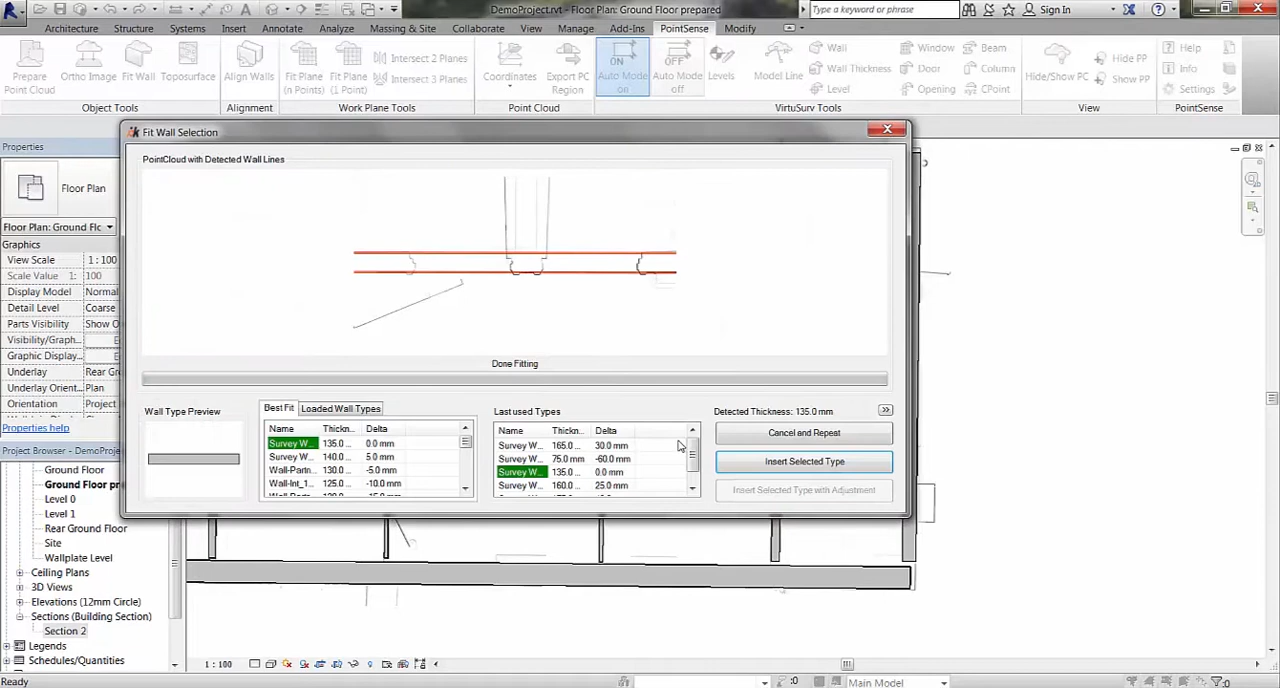 DemoProject.rvt - Floor Plan: Ground Floor prepared
Type a keyword or phrase
Sign In
Architecture Structure Systems Insert Annotate Analyze Massing & Site Collaborate View Manage Add-Ins PointSense Modify
Prepare Point Cloud
Ortho Image
Fit Wall
Toposurface
Object Tools
Align Walls
Alignment
Fit Plane (n Points)
Fit Plane (1 Point)
Intersect 2 Planes
Intersect 3 Planes
Work Plane Tools
Coordinates
Export PC Region
Point Cloud
ON
Auto Mode on
OFF
Auto Mode off
Levels
Model Line
Wall
Wall Thickness
Level
Window
Door
Opening
Beam
Column
CPoint
VirtuSurv Tools
Hide/Show PC
Hide PP
Show PP
View
Help
Info
Settings
PointSense
Properties
Floor Plan
Floor Plan: Ground Flc
Graphics
View Scale 1 : 100
Scale Value 1: 100
Display Model Normal
Detail Level Coarse
Parts Visibility Show O
Visibility/Graph... E
Graphic Display... E
Underlay Rear Gr
Underlay Orien... Plan
Orientation Project
Properties help
Project Browser - D
Ground Floor
Ground Floor pre
Level 0
Level 1
Rear Ground Floor
Site
Wallplate Level
Ceiling Plans
3D Views
Elevations (12mm Circle)
Sections (Building Section)
Section 2
Legends
Schedules/Quantities
Fit Wall Selection
PointCloud with Detected Wall Lines
Done Fitting
Wall Type Preview
Best Fit Loaded Wall Types
Name Thickn... Delta
Survey W... 135.0 ... 0.0 mm
Survey W... 140.0 ... 5.0 mm
Wall-Partn... 130.0 ... -5.0 mm
Wall-Int_1... 125.0 ... -10.0 mm
Last used Types
Name Thickn... Delta
Survey W... 165.0 ... 30.0 mm
Survey W... 75.0 mm -60.0 mm
Survey W... 135.0 ... 0.0 mm
Survey W... 160.0 ... 25.0 mm
Detected Thickness: 135.0 mm
Cancel and Repeat
Insert Selected Type
Insert Selected Type with Adjustment
1 : 100
Ready
:0
Main Model
:0